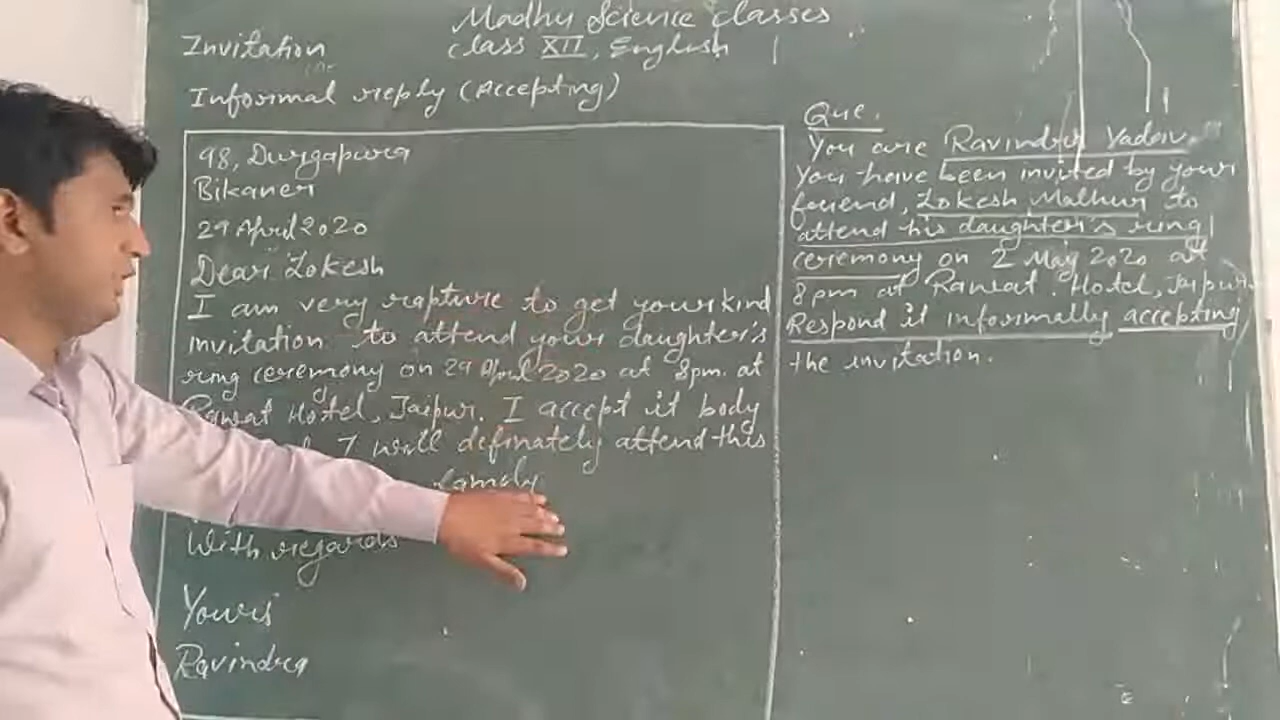 Madhu Science classes
Invitation
class XII, English
Informal reply (Accepting)
98, Durgapura
Bikaner
29 April 2020
Dear Lokesh
I am very rapture to get your kind
invitation to attend your daughter's
ring ceremony on 29 April 2020 at 8pm at
Rawat Hotel, Jaipur. I accept it body
I will definately attend this
With regards
Yours
Ravindra
Que.
You are Ravindra Yadav.
You have been invited by your
friend, Lokesh Mathur to
attend his daughter's ring
ceremony on 2 May 2020 at
8pm at Rawat Hotel, Jaipur.
Respond it informally accepting
the invitation.